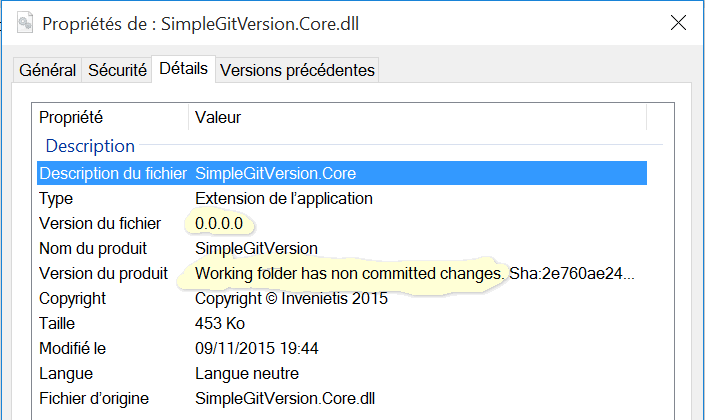 Propriétés de : SimpleGitVersion.Core.dll
Général Sécurité Détails Versions précédentes
Propriété Valeur
Description
Description du fichier SimpleGitVersion.Core
Type Extension de l'application
Version du fichier 0.0.0.0
Nom du produit SimpleGitVersion
Version du produit Working folder has non committed changes. Sha:2e760ae24...
Copyright Copyright © Invenietis 2015
Taille 453 Ko
Modifié le 09/11/2015 19:44
Langue Langue neutre
Fichier d'origine SimpleGitVersion.Core.dll